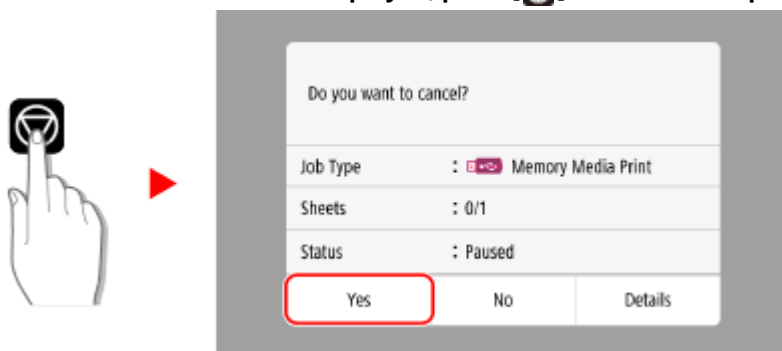 Do you want to cancel?
Job Type : Memory Media Print
Sheets : 0/1
Status : Paused
Yes No Details